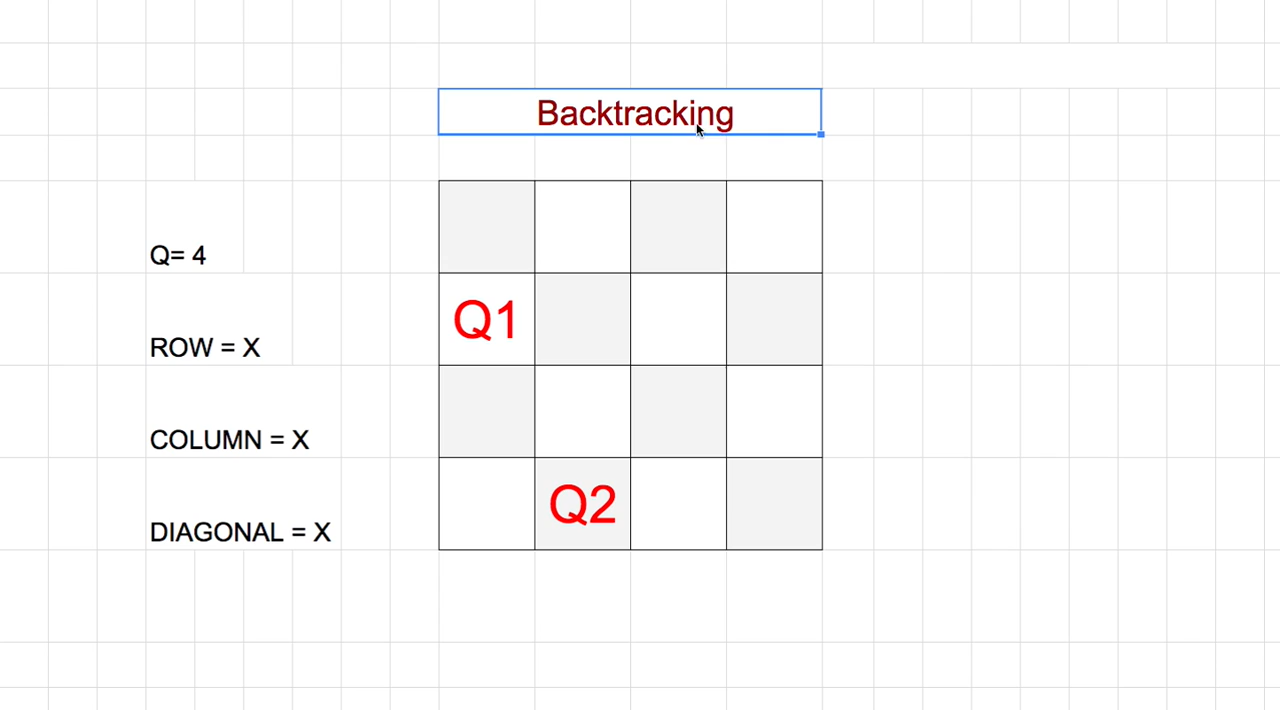 Backtracking
Q= 4
Q1
ROW = X
COLUMN = X
Q2
DIAGONAL = X